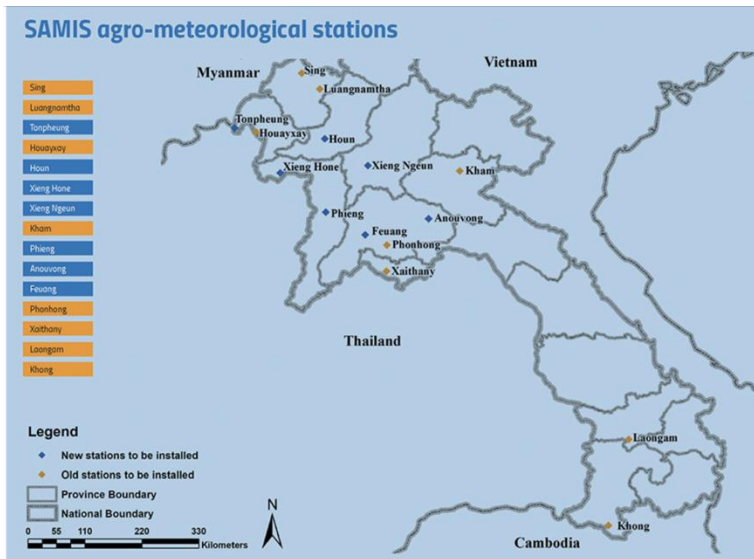 SAMIS agro-meteorological stations
Sing
Luangnamtha
Tonpheung
Houayxay
Houn
Xieng Hone
Xieng Ngeun
Kham
Phieng
Anouvong
Feuang
Phonhong
Xaithany
Laongam
Khong
Myanmar
Vietnam
Sing
Luangnamtha
Tonpheung
Houayxay
Houn
Xieng Hone
Xieng Ngeun
Kham
Phieng
Anouvong
Feuang
Phonhong
Xaithany
Thailand
Laongam
Khong
Cambodia
Legend
New stations to be installed
Old stations to be installed
Province Boundary
National Boundary
0 55 110 220 330
Kilometers
N